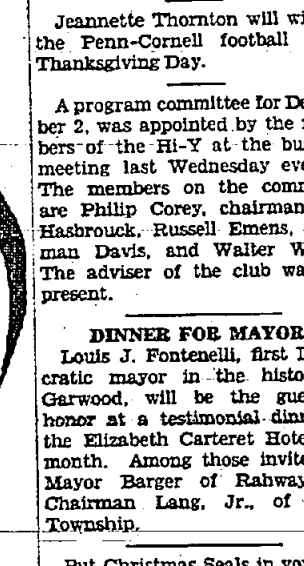 Jeannette Thornton will wi
the Penn-Cornell football
Thanksgiving Day.
A program committee for De
ber 2, was appointed by the
bers of the Hi-Y at the bu
meeting last Wednesday eve
The members on the com
are Philip Corey, chairman
Hasbrouck, Russell Emens,
man Davis, and Walter W
The adviser of the club wa
present.
DINNER FOR MAYOR
Louis J. Fontenelli, first D
cratic mayor in the histo
Garwood, will be the gue
honor at a testimonial din
the Elizabeth Carteret Hote
month. Among those invite
Mayor Barger of Rahway
Chairman Lang, Jr., of
Township.
Put Christmas Seals in yo